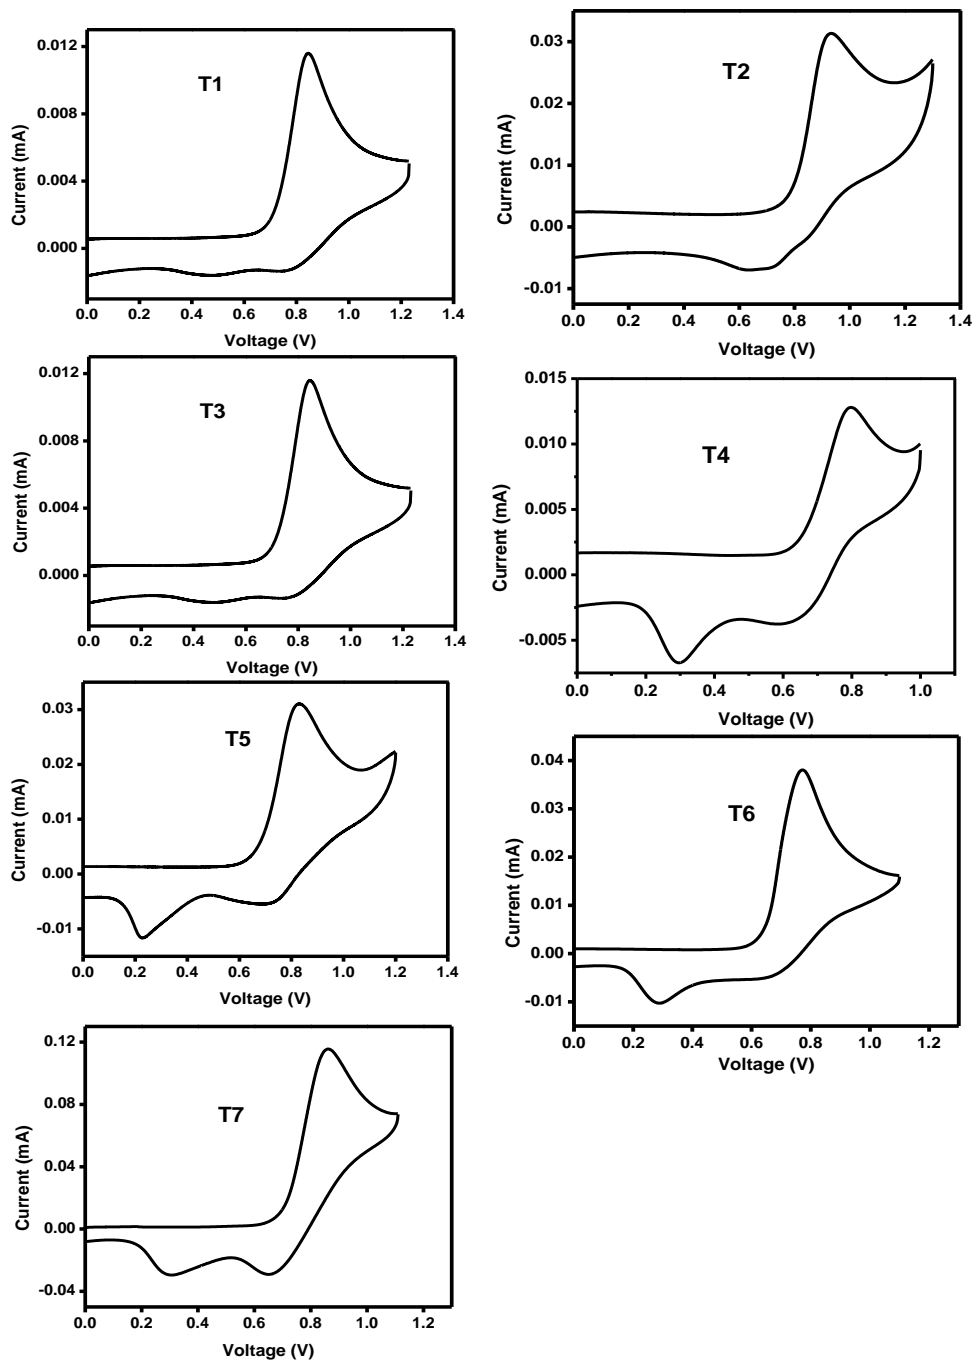 T1
Current (mA)
0.012
0.008
0.004
0.000
0.0 0.2 0.4 0.6 0.8 1.0 1.2 1.4
Voltage (V)
T2
Current (mA)
0.03
0.02
0.01
0.00
-0.01
0.0 0.2 0.4 0.6 0.8 1.0 1.2 1.4
Voltage (V)
T3
Current (mA)
0.012
0.008
0.004
0.000
0.0 0.2 0.4 0.6 0.8 1.0 1.2 1.4
Voltage (V)
T4
Current (mA)
0.015
0.010
0.005
0.000
-0.005
0.0 0.2 0.4 0.6 0.8 1.0
Voltage (V)
T5
Current (mA)
0.03
0.02
0.01
0.00
-0.01
0.0 0.2 0.4 0.6 0.8 1.0 1.2 1.4
Voltage (V)
T6
Current (mA)
0.04
0.03
0.02
0.01
0.00
-0.01
0.0 0.2 0.4 0.6 0.8 1.0 1.2
Voltage (V)
T7
Current (mA)
0.12
0.08
0.04
0.00
-0.04
0.0 0.2 0.4 0.6 0.8 1.0 1.2
Voltage (V)